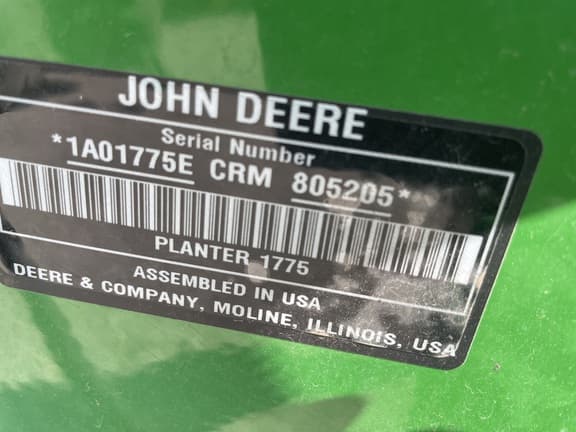 JOHN DEERE
Serial Number
*1A01775E CRM 805205*
PLANTER 1775
ASSEMBLED IN USA
DEERE & COMPANY, MOLINE, ILLINOIS, USA